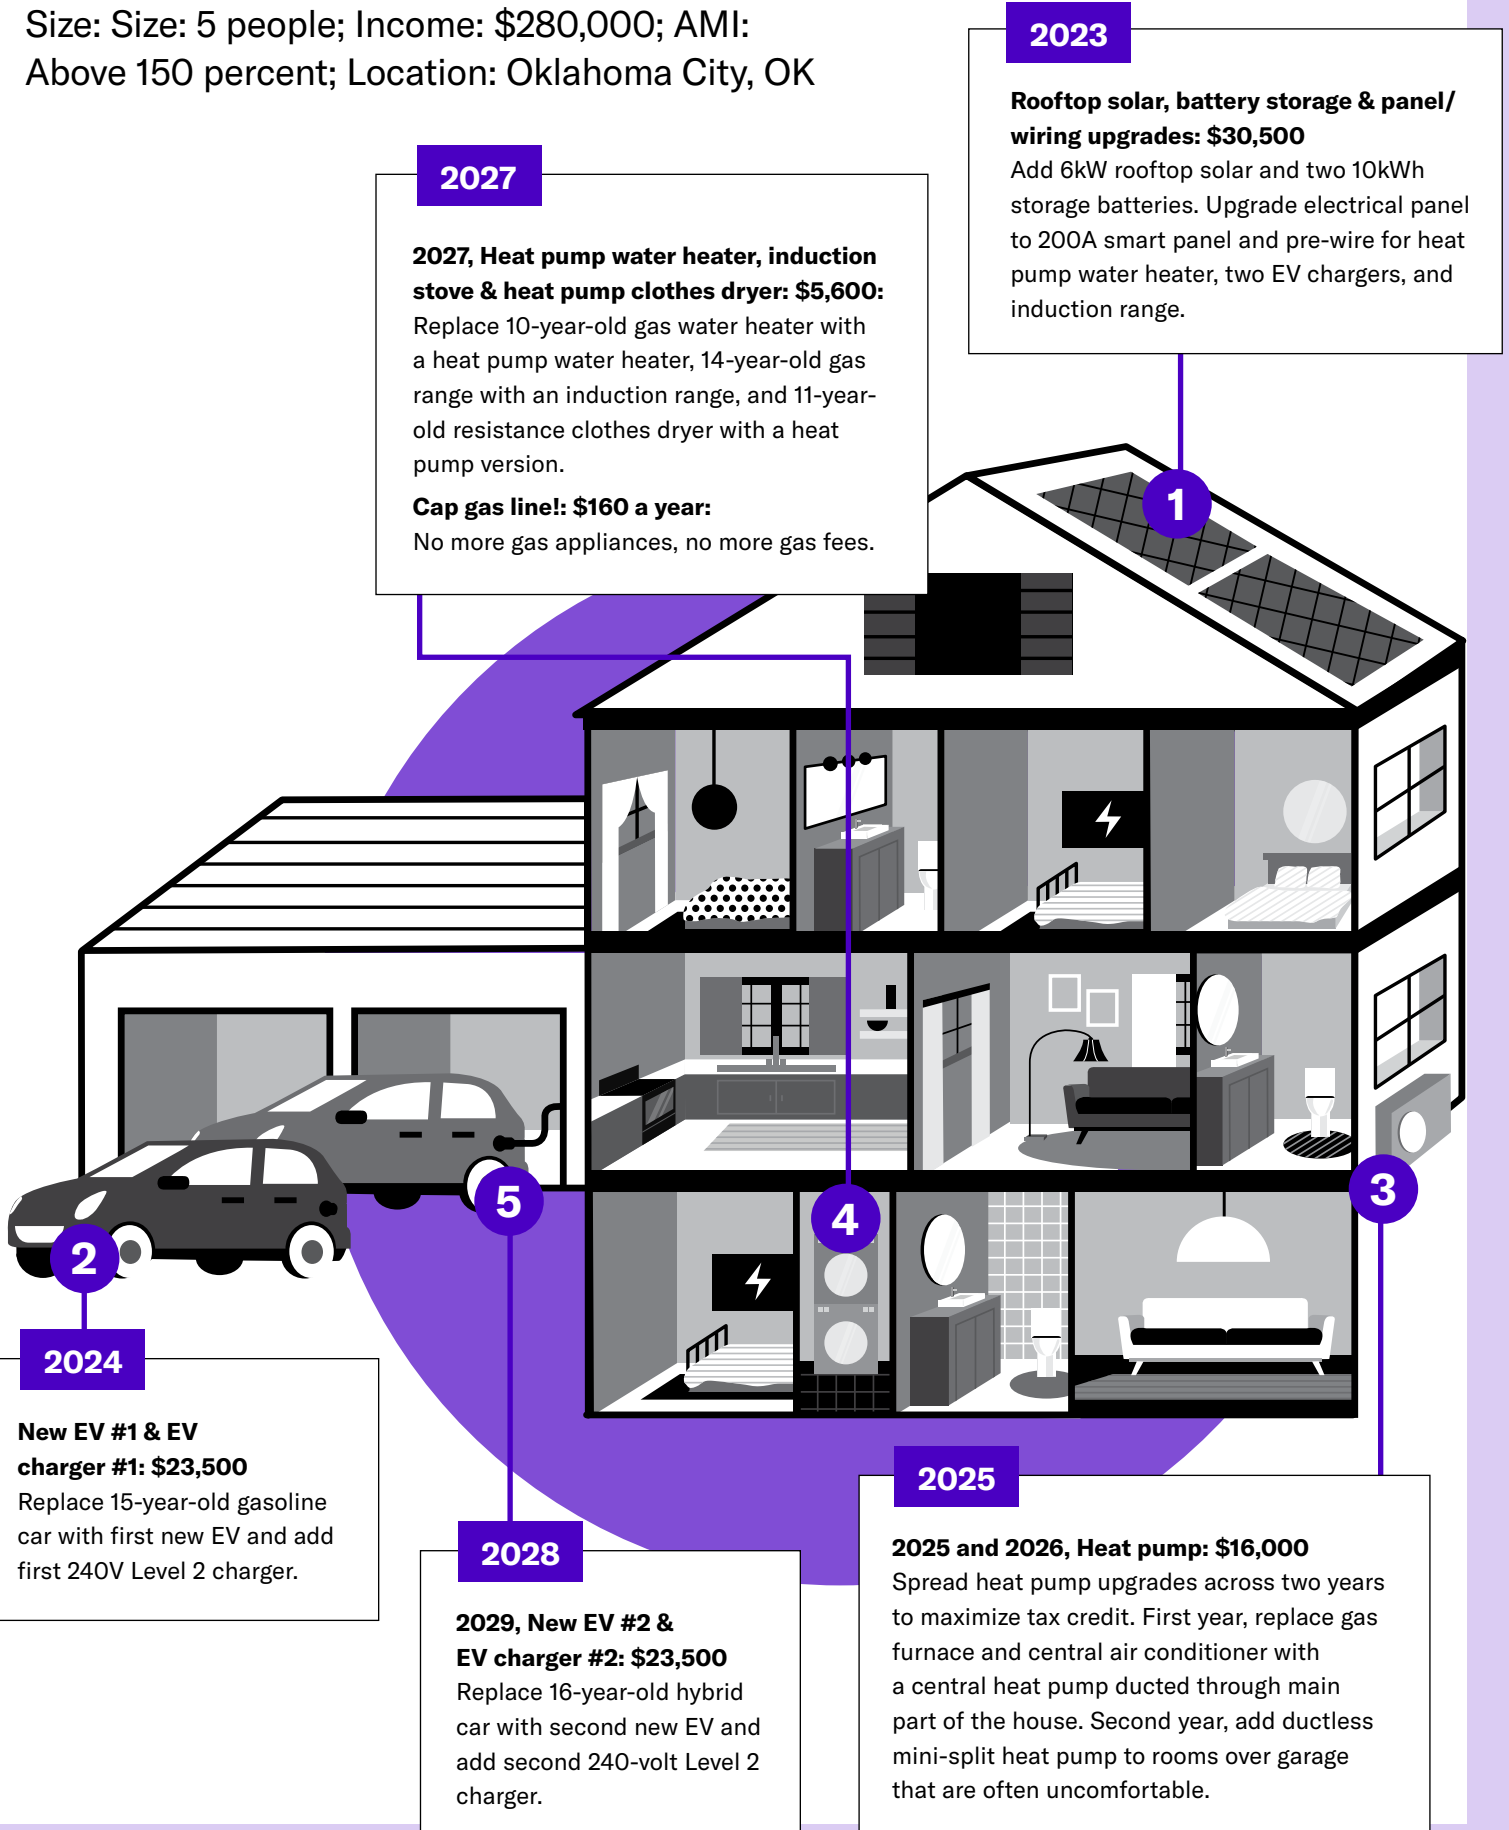 Size: Size: 5 people; Income: $280,000; AMI:
Above 150 percent; Location: Oklahoma City, OK
2023
Rooftop solar, battery storage & panel/
wiring upgrades: $30,500
Add 6kW rooftop solar and two 10kWh
storage batteries. Upgrade electrical panel
to 200A smart panel and pre-wire for heat
pump water heater, two EV chargers, and
induction range.
2027
2027, Heat pump water heater, induction
stove & heat pump clothes dryer: $5,600:
Replace 10-year-old gas water heater with
a heat pump water heater, 14-year-old gas
range with an induction range, and 11-year-
old resistance clothes dryer with a heat
pump version.
Cap gas line!: $160 a year:
No more gas appliances, no more gas fees.
1
5
4
3
2
2024
New EV #1 & EV
charger #1: $23,500
Replace 15-year-old gasoline
car with first new EV and add
first 240V Level 2 charger.
2028
2029, New EV #2 &
EV charger #2: $23,500
Replace 16-year-old hybrid
car with second new EV and
add second 240-volt Level 2
charger.
2025
2025 and 2026, Heat pump: $16,000
Spread heat pump upgrades across two years
to maximize tax credit. First year, replace gas
furnace and central air conditioner with
a central heat pump ducted through main
part of the house. Second year, add ductless
mini-split heat pump to rooms over garage
that are often uncomfortable.